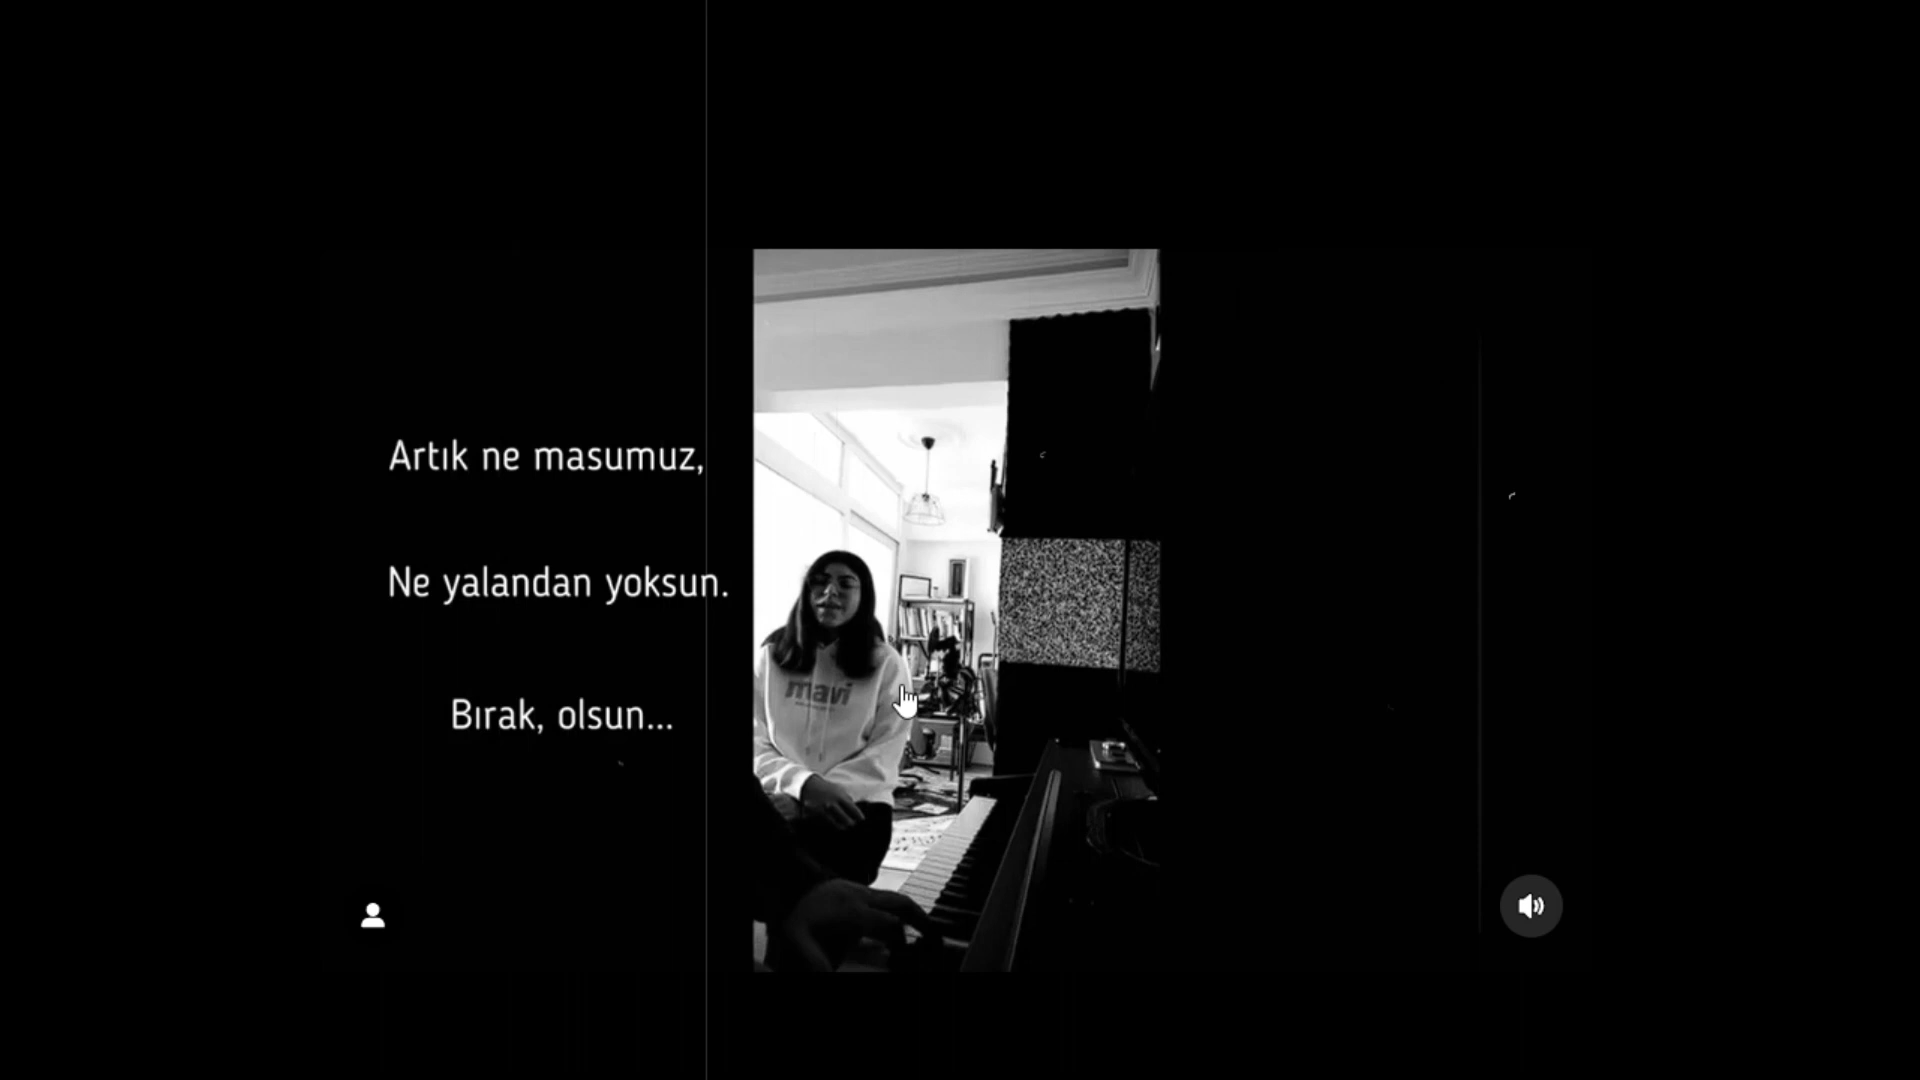 Artık ne masumuz,
Ne yalandan yoksun.
Bırak, olsun...
mavi